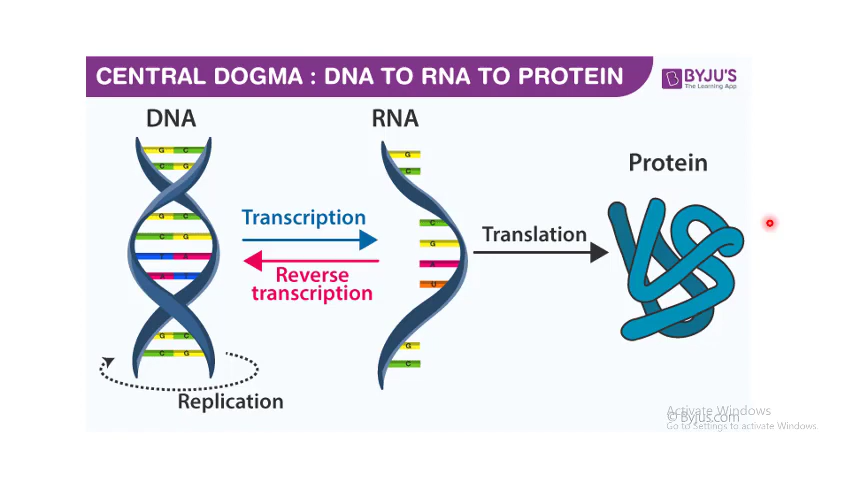 CENTRAL DOGMA : DNA TO RNA TO PROTEIN
BYJU'S
The Learning App
DNA
RNA
Protein
G C
C G
G C
C G
T A
A T
G C
C G
G
C
C
G
A
U
G
C
Transcription
Reverse
transcription
Translation
Replication
Activate Windows
© Byjus.com
Go to Settings to activate Windows.